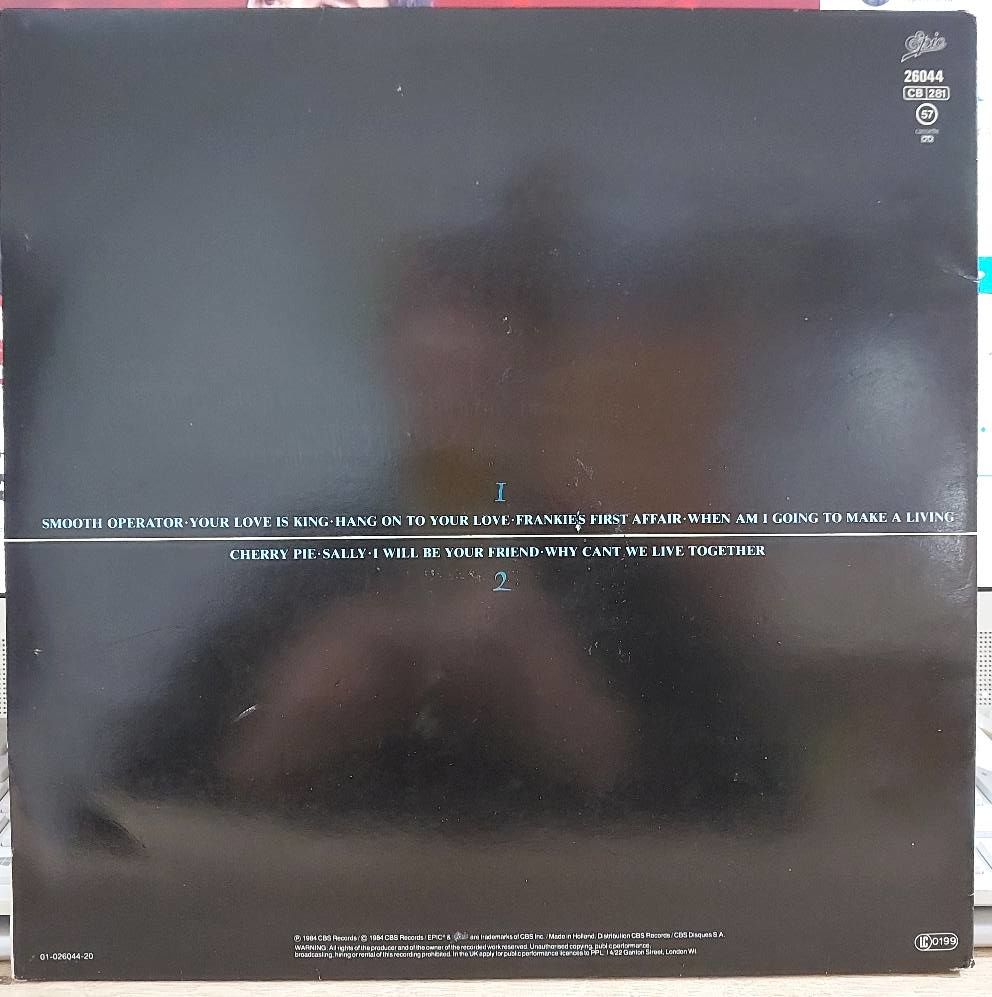 Epic
26044
CB 281
57
cassette
1
SMOOTH OPERATOR·YOUR LOVE IS KING·HANG ON TO YOUR LOVE·FRANKIE'S FIRST AFFAIR·WHEN AM I GOING TO MAKE A LIVING
CHERRY PIE·SALLY·I WILL BE YOUR FRIEND·WHY CANT WE LIVE TOGETHER
2
℗ 1984 CBS Records / © 1984 CBS Records / EPIC® & Epic are trademarks of CBS Inc. / Made in Holland / Distribution CBS Records / CBS Disques S.A.
WARNING: All rights of the producer and of the owner of the recorded work reserved. Unauthorised copying, public performance,
broadcasting, hiring or rental of this recording prohibited. In the UK apply for public performance licences to PPL, 14/22 Ganton Street, London W1.
01-026044-20
LC 0199